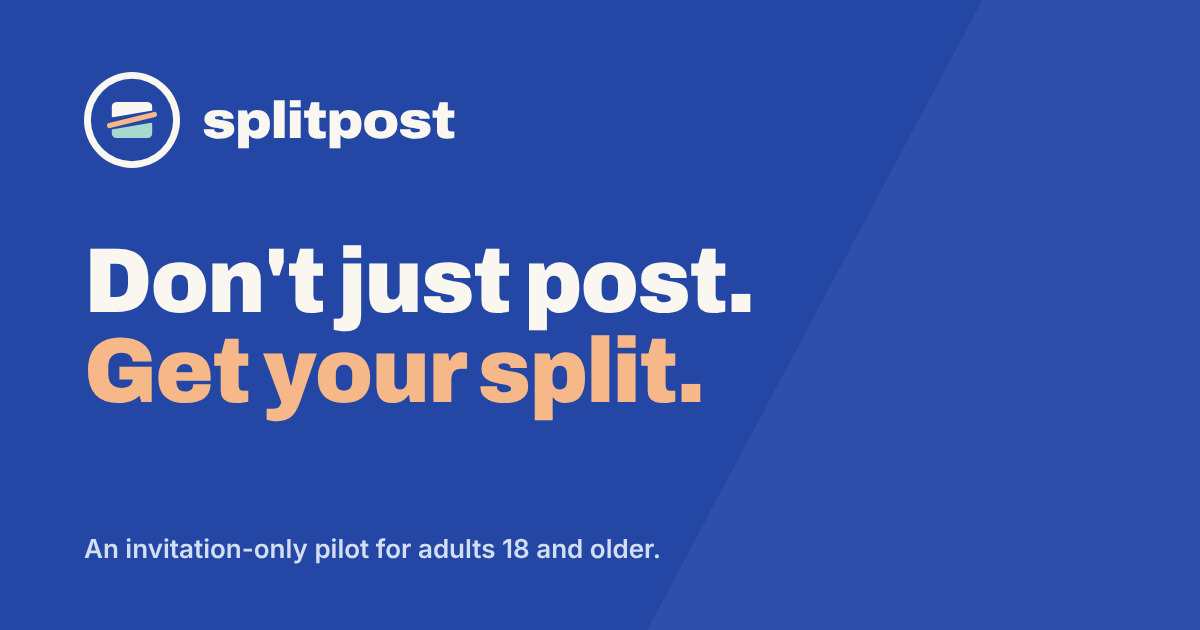 splitpost
Don't just post.
Get your split.
An invitation-only pilot for adults 18 and older.